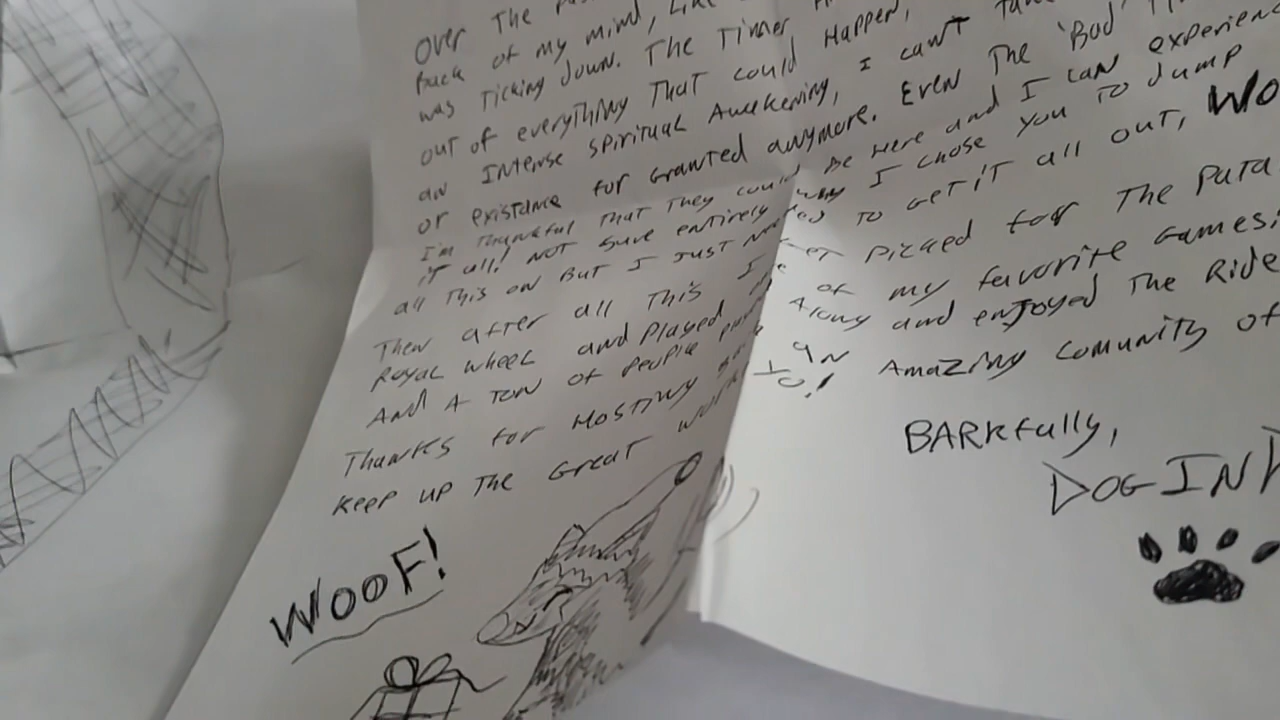 Over The
back of my mind, Like
was Ticking down. The Timer
out of everything That could Happen,
an Intense spiritual Awakening, I can't
or existance for Granted anymore. Even The 'Bad'
I'm Thankful That They could Be Here and I can experience
it all! Not Sure entirely why I chose you To dump
all This on But I Just To Get iT all out, WO
Then after all This I Picked for The Para
Royal Wheel and Played of my favorite Games,
And A Ton of People Along and enjoyed The Ride
Thanks for Hosting an Amazing Comunity of
Keep up The Great
BARkfully,
DOGIN
WOOF!